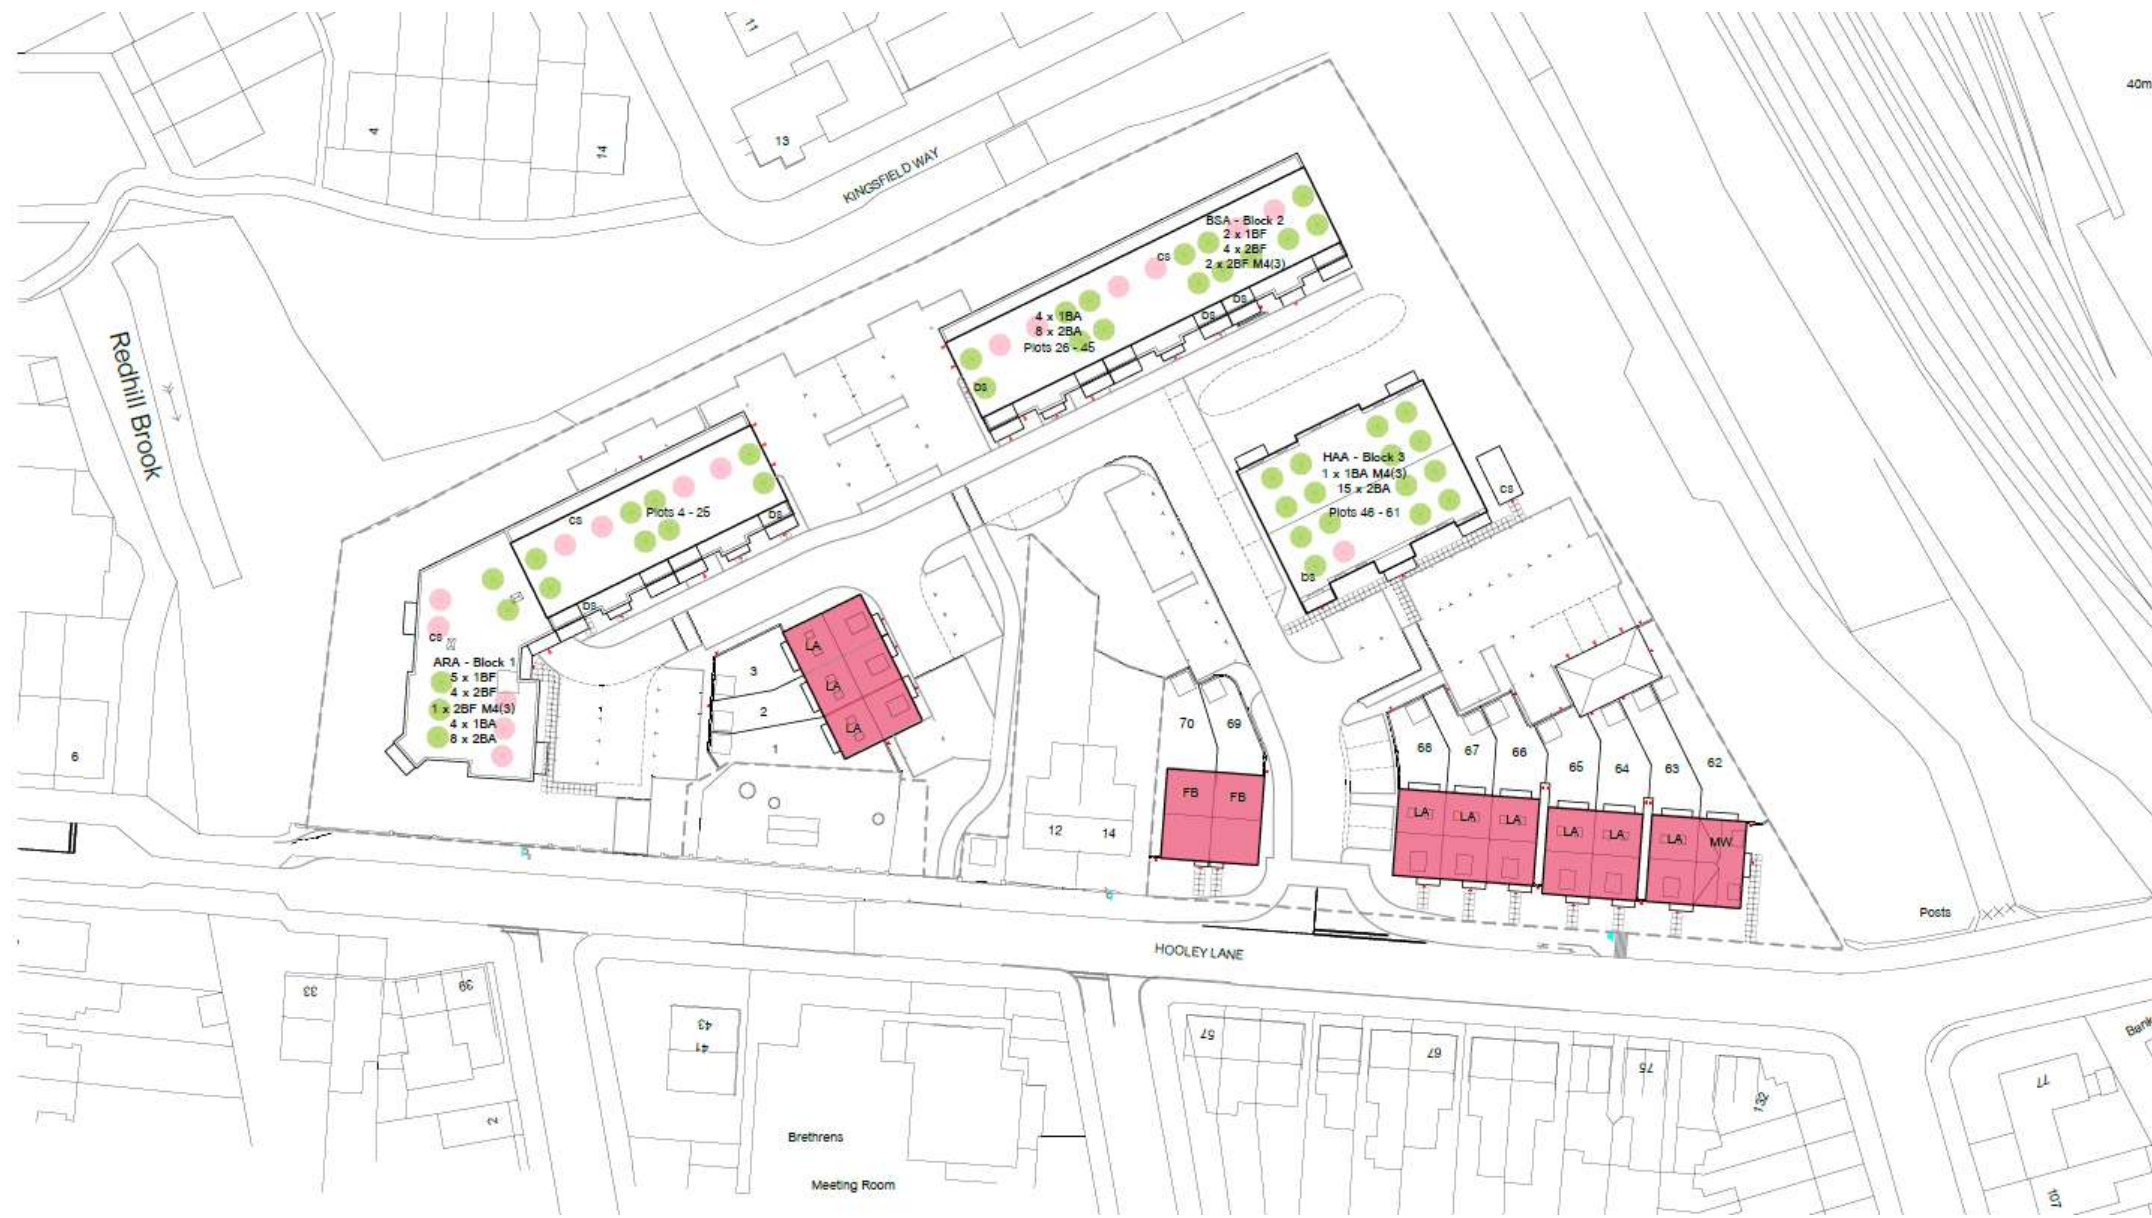 11
40m
4
14
13
KINGSFIELD WAY
Redhill Brook
BSA - Block 2
2 x 1BF
4 x 2BF
2 x 2BF M4(3)
CS
DS
DS
4 x 1BA
8 x 2BA
Plots 26 - 45
DS
HAA - Block 3
1 x 1BA M4(3)
15 x 2BA
Plots 46 - 61
CS
DS
CS
Plots 4 - 25
DS
DS
CS
ARA - Block 1
5 x 1BF
4 x 2BF
1 x 2BF M4(3)
4 x 1BA
8 x 2BA
3
2
1
LA
LA
LA
6
70
69
FB
FB
12
14
68
67
66
65
64
63
62
LA
LA
LA
LA
LA
LA
MW
Posts
HOOLEY LANE
33
39
2
43
41
57
67
75
132
77
107
Bank
Brethrens
Meeting Room